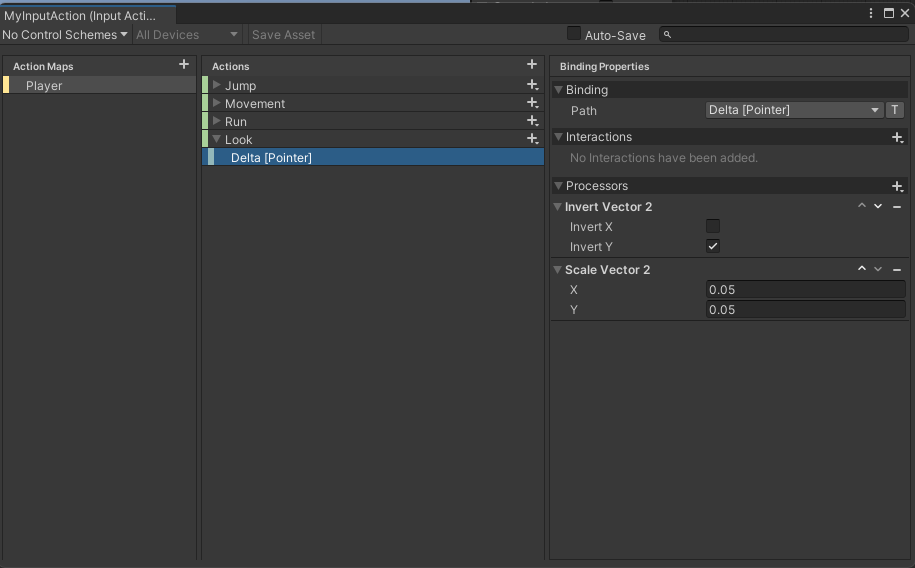 MyInputAction (Input Acti...
No Control Schemes All Devices Save Asset Auto-Save
Action Maps
Player
Actions
Jump
Movement
Run
Look
Delta [Pointer]
Binding Properties
Binding
Path Delta [Pointer] T
Interactions
No Interactions have been added.
Processors
Invert Vector 2
Invert X
Invert Y
Scale Vector 2
X 0.05
Y 0.05